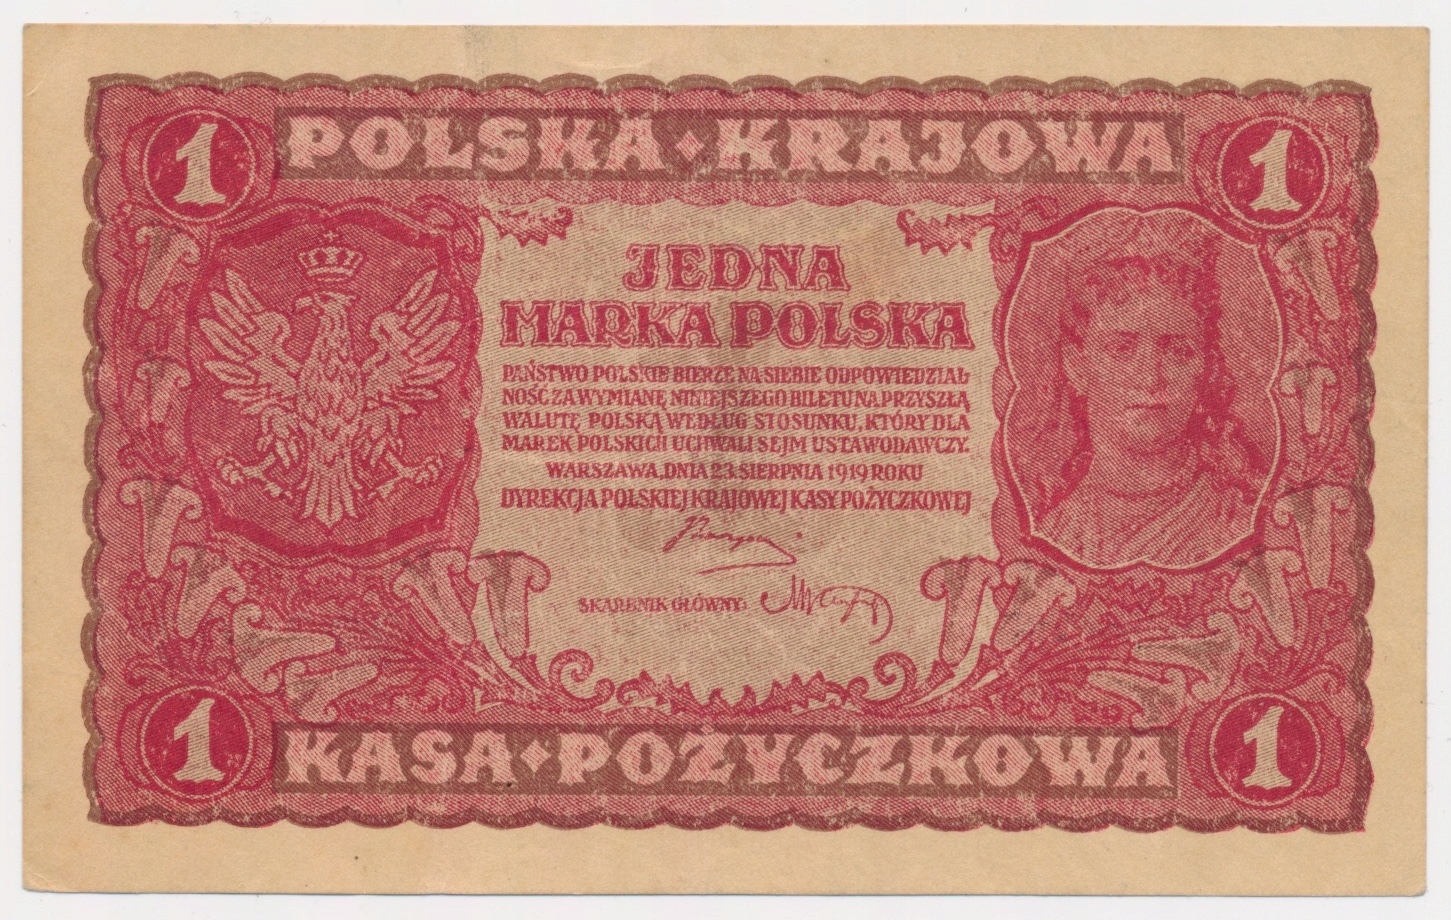 1 POLSKA ◆ KRAJOWA 1
JEDNA
MARKA POLSKA
PAŃSTWO POLSKIE BIERZE NA SIEBIE ODPOWIEDZIAL
NOŚĆ ZA WYMIANĘ NINIEJSZEGO BILETU NA PRZYSZŁĄ
WALUTĘ POLSKĄ WEDŁUG STOSUNKU, KTÓRY DLA
MAREK POLSKICH UCHWALI SEJM USTAWODAWCZY.
WARSZAWA, DNIA 23 SIERPNIA 1919 ROKU
DYREKCJA POLSKIEJ KRAJOWEJ KASY POŻYCZKOWEJ
SKARBNIK GŁÓWNY:
1 KASA ◆ POŻYCZKOWA 1